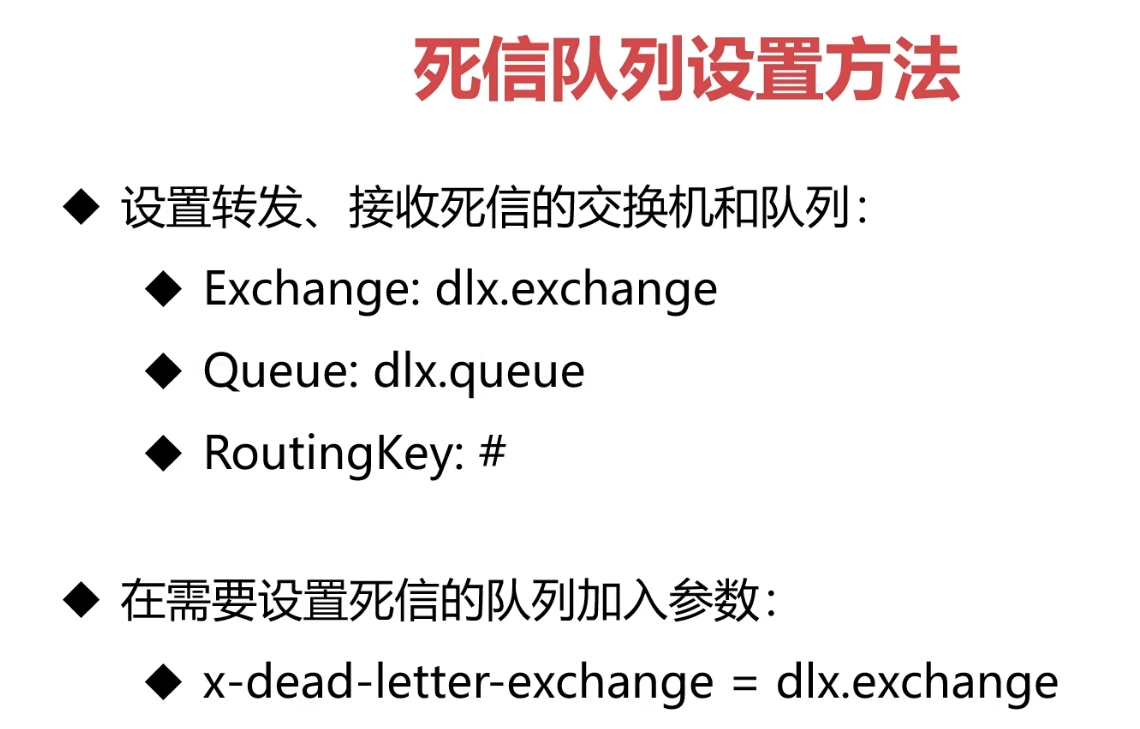 死信队列设置方法
◆ 设置转发、接收死信的交换机和队列：
◆ Exchange: dlx.exchange
◆ Queue: dlx.queue
◆ RoutingKey: #
◆ 在需要设置死信的队列加入参数：
◆ x-dead-letter-exchange = dlx.exchange